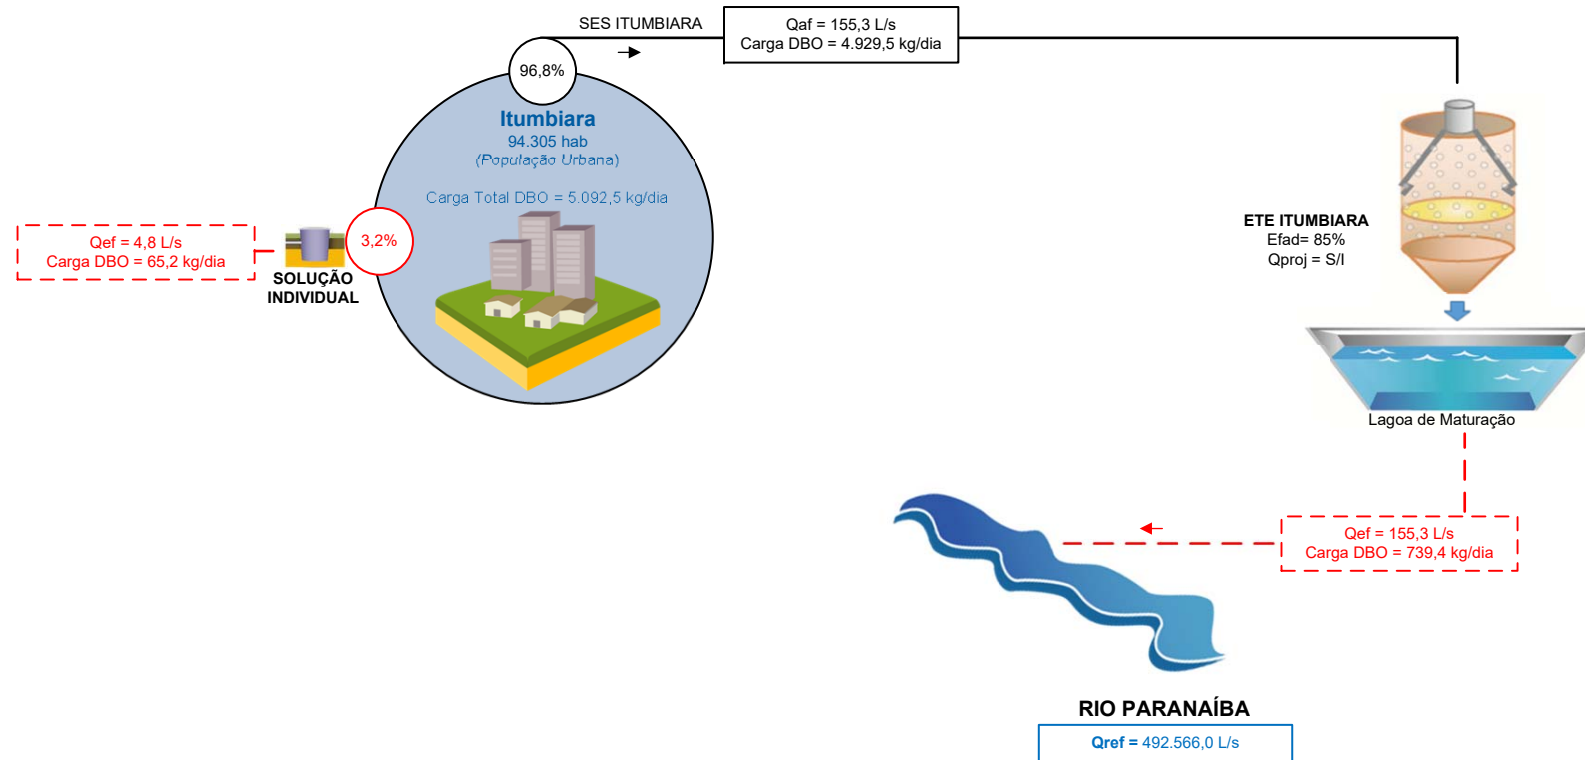 SES ITUMBIARA
Qaf = 155,3 L/s
Carga DBO = 4.929,5 kg/dia
96,8%
Itumbiara
94.305 hab
(População Urbana)
Carga Total DBO = 5.092,5 kg/dia
3,2%
Qef = 4,8 L/s
Carga DBO = 65,2 kg/dia
SOLUÇÃO
INDIVIDUAL
ETE ITUMBIARA
Efad= 85%
Qproj = S/I
Lagoa de Maturação
Qef = 155,3 L/s
Carga DBO = 739,4 kg/dia
RIO PARANAÍBA
Qref = 492.566,0 L/s